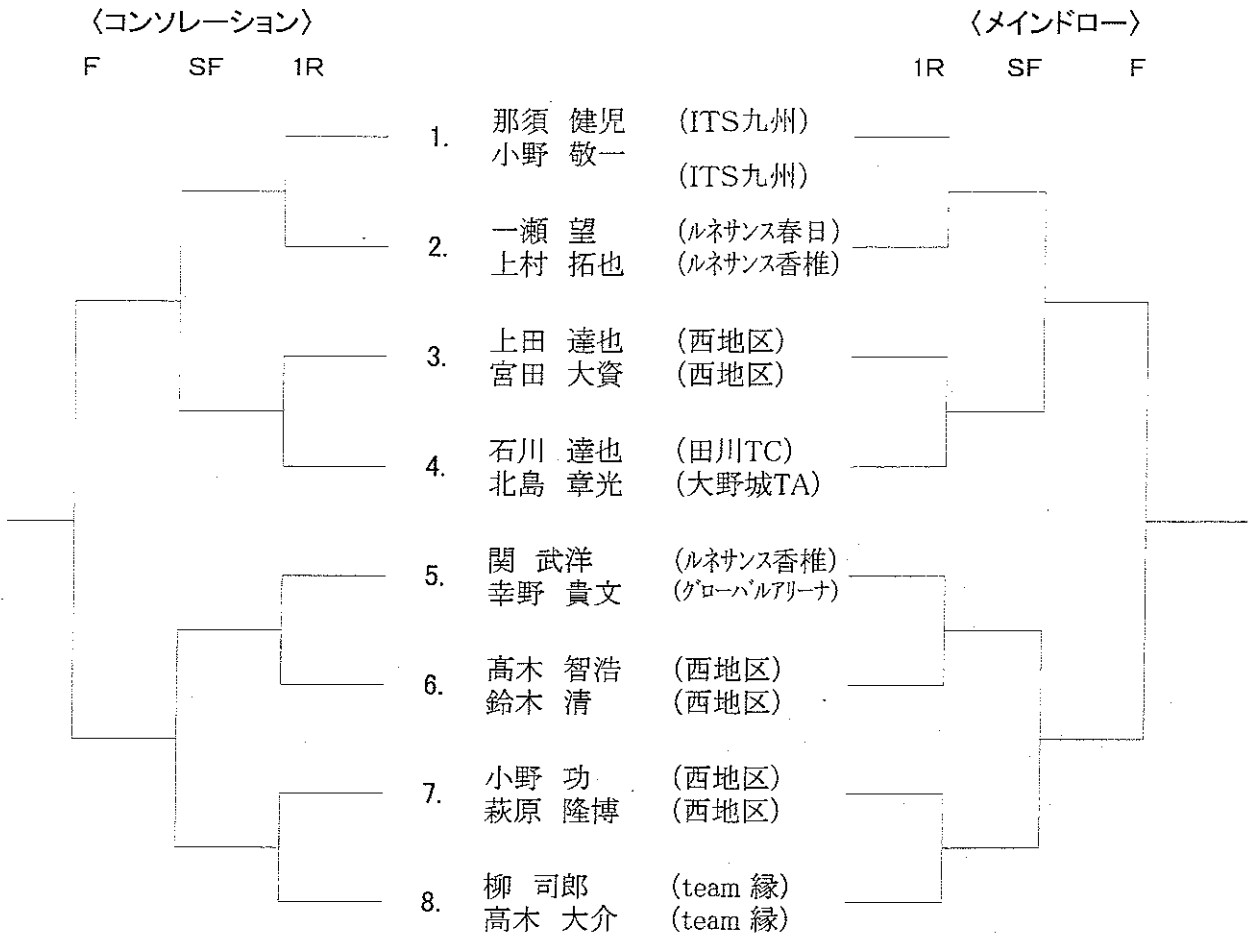 〈コンソレーション〉 〈メインドロー〉
F SF 1R 1R SF F
1. 那須 健児 (ITS九州)
小野 敬一 (ITS九州)
2. 一瀬 望 (ルネサンス春日)
上村 拓也 (ルネサンス香椎)
3. 上田 達也 (西地区)
宮田 大資 (西地区)
4. 石川 達也 (田川TC)
北島 章光 (大野城TA)
5. 関 武洋 (ルネサンス香椎)
幸野 貴文 (グローバルアリーナ)
6. 髙木 智浩 (西地区)
鈴木 清 (西地区)
7. 小野 功 (西地区)
萩原 隆博 (西地区)
8. 柳 司郎 (team 縁)
高木 大介 (team 縁)